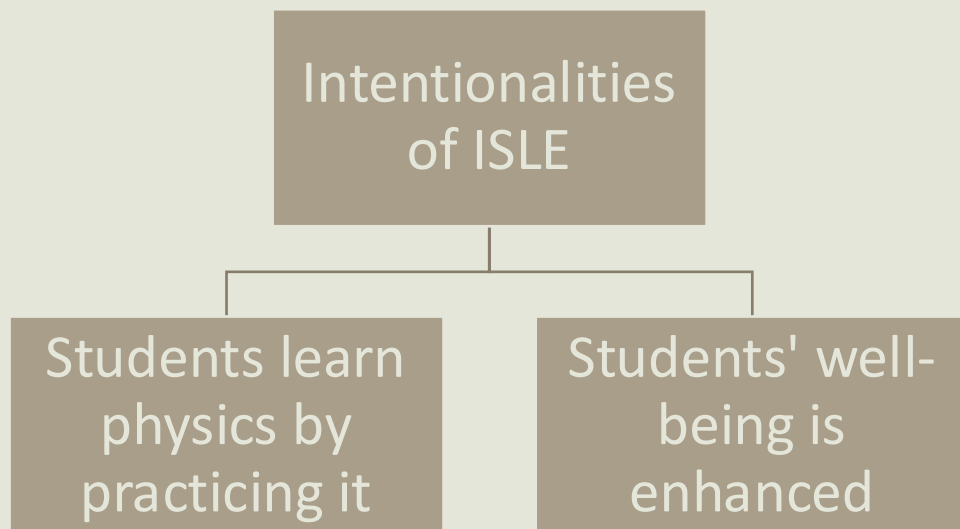 Intentionalities
of ISLE
Students learn
physics by
practicing it
Students' well-
being is
enhanced